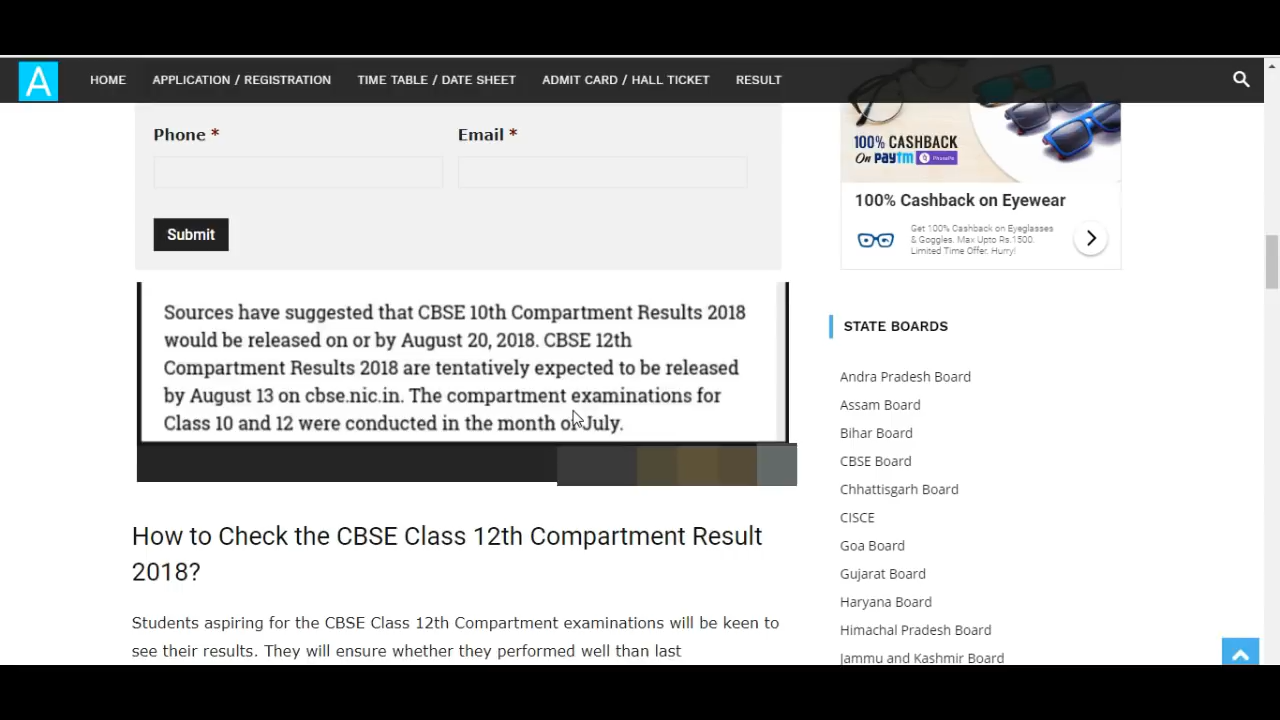 A
HOME
APPLICATION / REGISTRATION
TIME TABLE / DATE SHEET
ADMIT CARD / HALL TICKET
RESULT
Phone *
Email *
Submit
Sources have suggested that CBSE 10th Compartment Results 2018
would be released on or by August 20, 2018. CBSE 12th
Compartment Results 2018 are tentatively expected to be released
by August 13 on cbse.nic.in. The compartment examinations for
Class 10 and 12 were conducted in the month of July.
How to Check the CBSE Class 12th Compartment Result
2018?
Students aspiring for the CBSE Class 12th Compartment examinations will be keen to
see their results. They will ensure whether they performed well than last
100% CASHBACK
On paytm PhonePe
100% Cashback on Eyewear
Get 100% Cashback on Eyeglasses
& Goggles. Max Upto Rs.1500.
Limited Time Offer. Hurry!
STATE BOARDS
Andra Pradesh Board
Assam Board
Bihar Board
CBSE Board
Chhattisgarh Board
CISCE
Goa Board
Gujarat Board
Haryana Board
Himachal Pradesh Board
Jammu and Kashmir Board